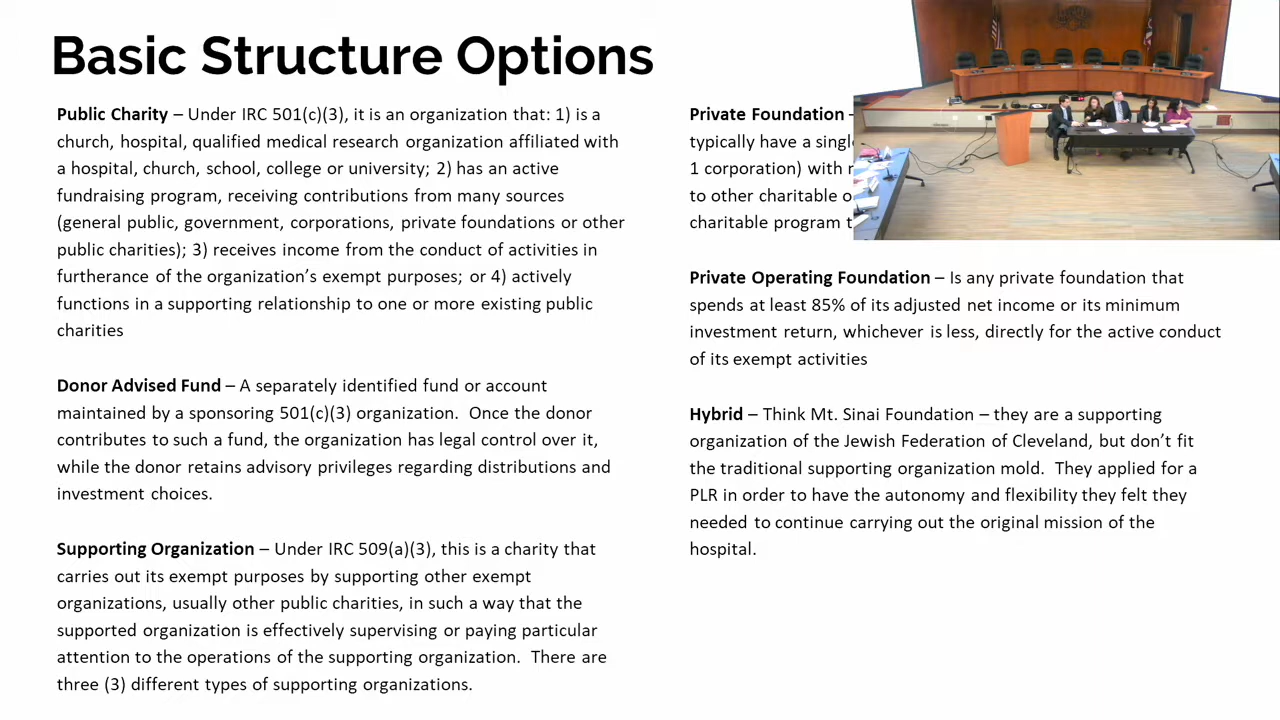 Basic Structure Options
Public Charity – Under IRC 501(c)(3), it is an organization that: 1) is a
church, hospital, qualified medical research organization affiliated with
a hospital, church, school, college or university; 2) has an active
fundraising program, receiving contributions from many sources
(general public, government, corporations, private foundations or other
public charities); 3) receives income from the conduct of activities in
furtherance of the organization's exempt purposes; or 4) actively
functions in a supporting relationship to one or more existing public
charities
Donor Advised Fund – A separately identified fund or account
maintained by a sponsoring 501(c)(3) organization.  Once the donor
contributes to such a fund, the organization has legal control over it,
while the donor retains advisory privileges regarding distributions and
investment choices.
Supporting Organization – Under IRC 509(a)(3), this is a charity that
carries out its exempt purposes by supporting other exempt
organizations, usually other public charities, in such a way that the
supported organization is effectively supervising or paying particular
attention to the operations of the supporting organization.  There are
three (3) different types of supporting organizations.
Private Foundation –
typically have a singl
1 corporation) with
to other charitable
charitable program
Private Operating Foundation – Is any private foundation that
spends at least 85% of its adjusted net income or its minimum
investment return, whichever is less, directly for the active conduct
of its exempt activities
Hybrid – Think Mt. Sinai Foundation – they are a supporting
organization of the Jewish Federation of Cleveland, but don't fit
the traditional supporting organization mold.  They applied for a
PLR in order to have the autonomy and flexibility they felt they
needed to continue carrying out the original mission of the
hospital.